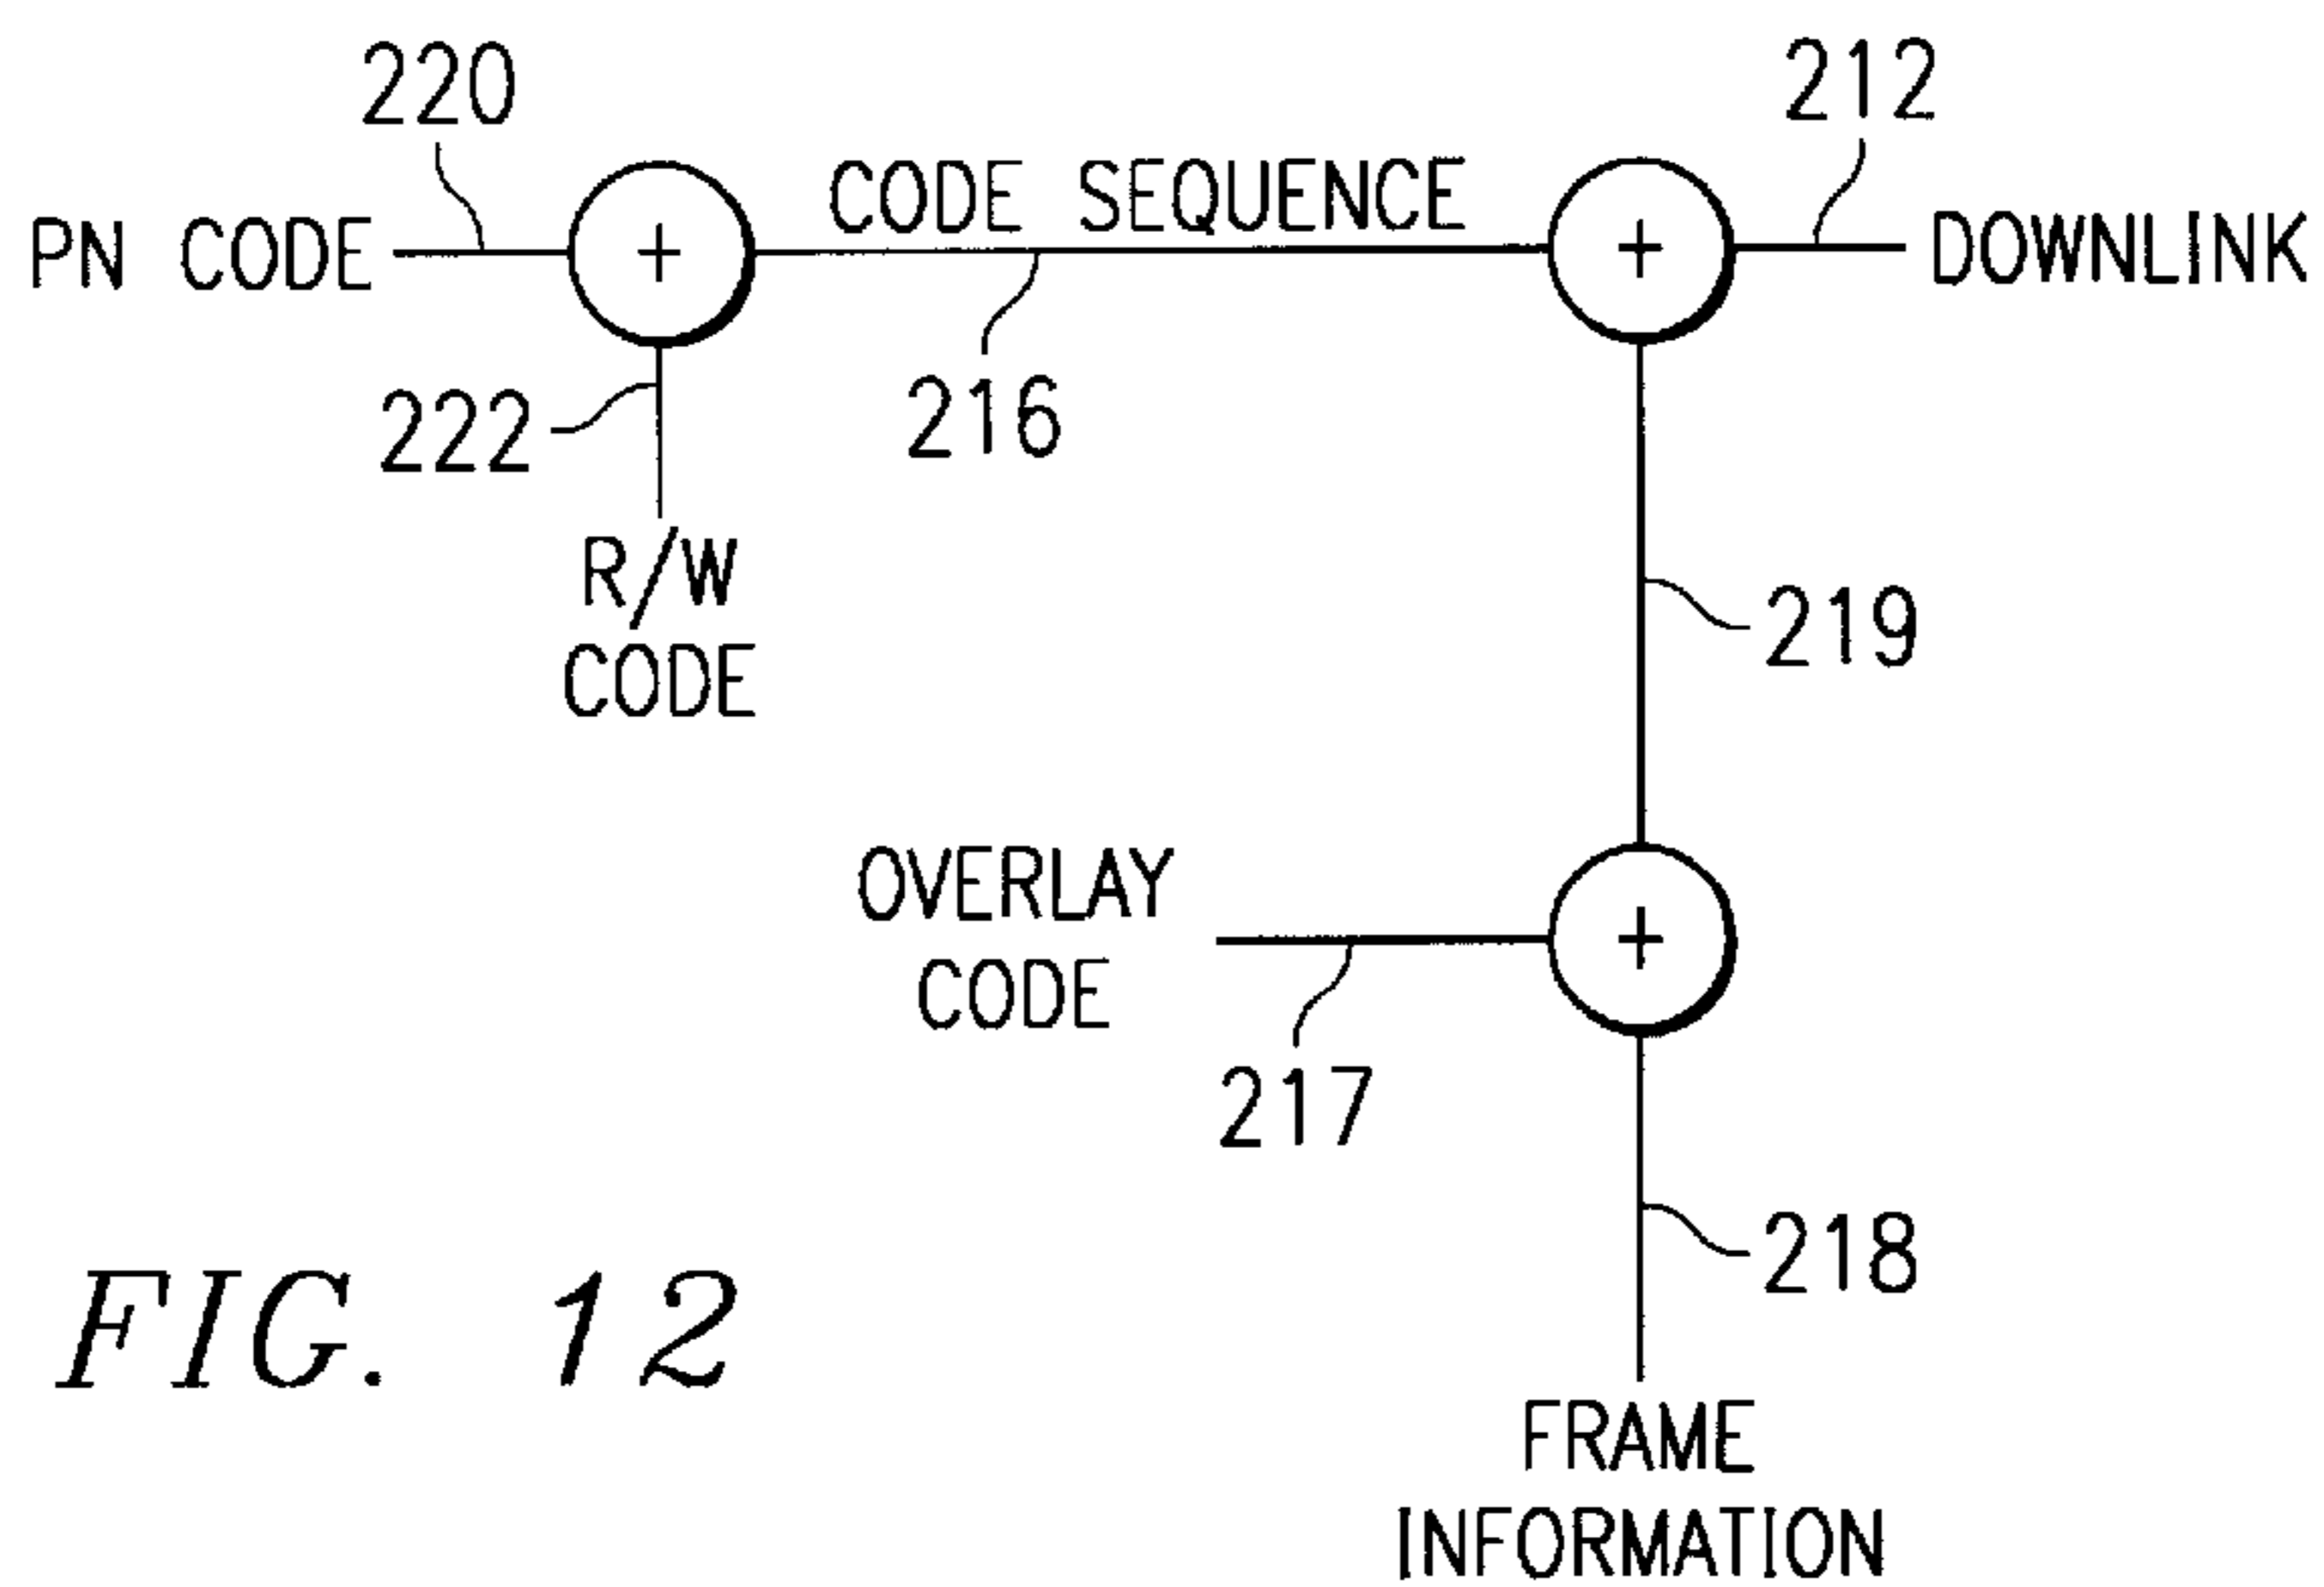 220
212
PN CODE
CODE SEQUENCE
DOWNLINK
222
216
R/W
CODE
219
OVERLAY
CODE
217
218
FIG. 12
FRAME
INFORMATION